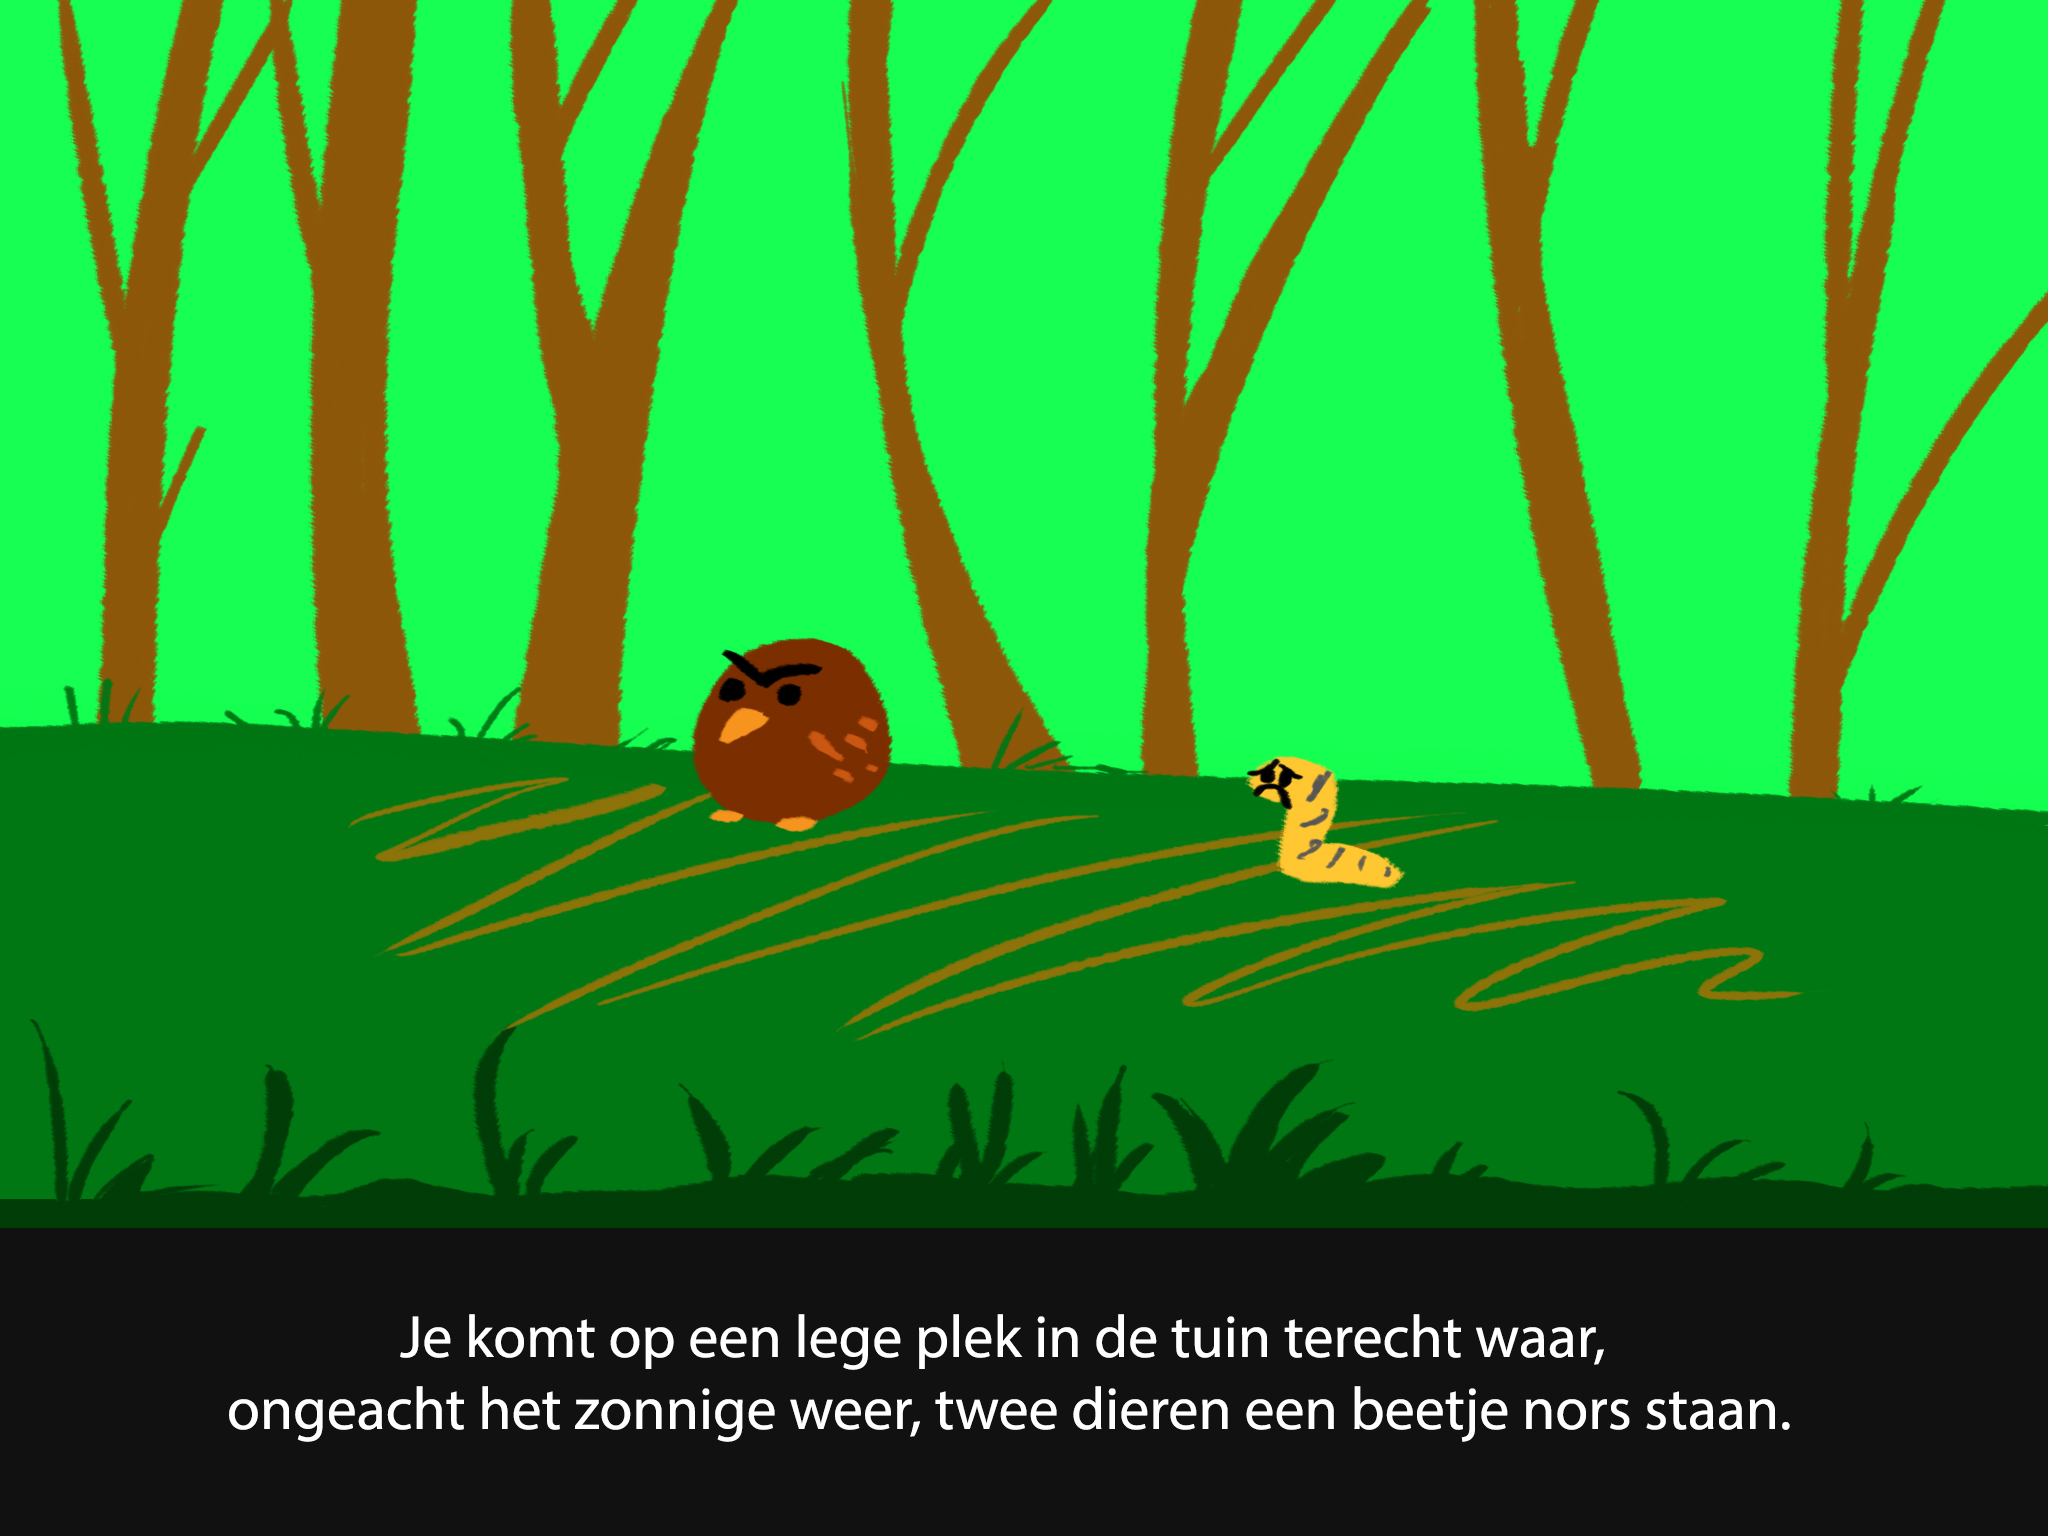 Je komt op een lege plek in de tuin terecht waar,
ongeacht het zonnige weer, twee dieren een beetje nors staan.